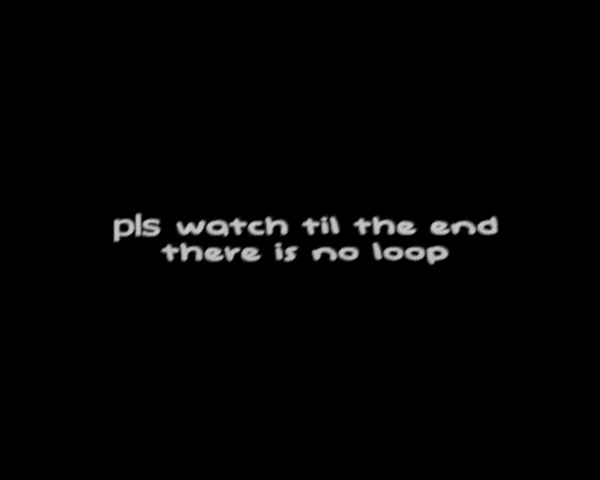 pls watch til the end
there is no loop